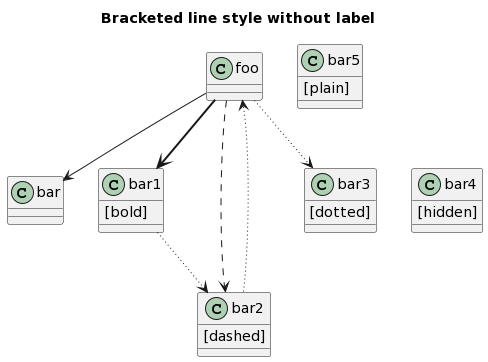 Bracketed line style without label
C foo
C bar5
[plain]
C bar
C bar1
[bold]
C bar3
[dotted]
C bar4
[hidden]
C bar2
[dashed]